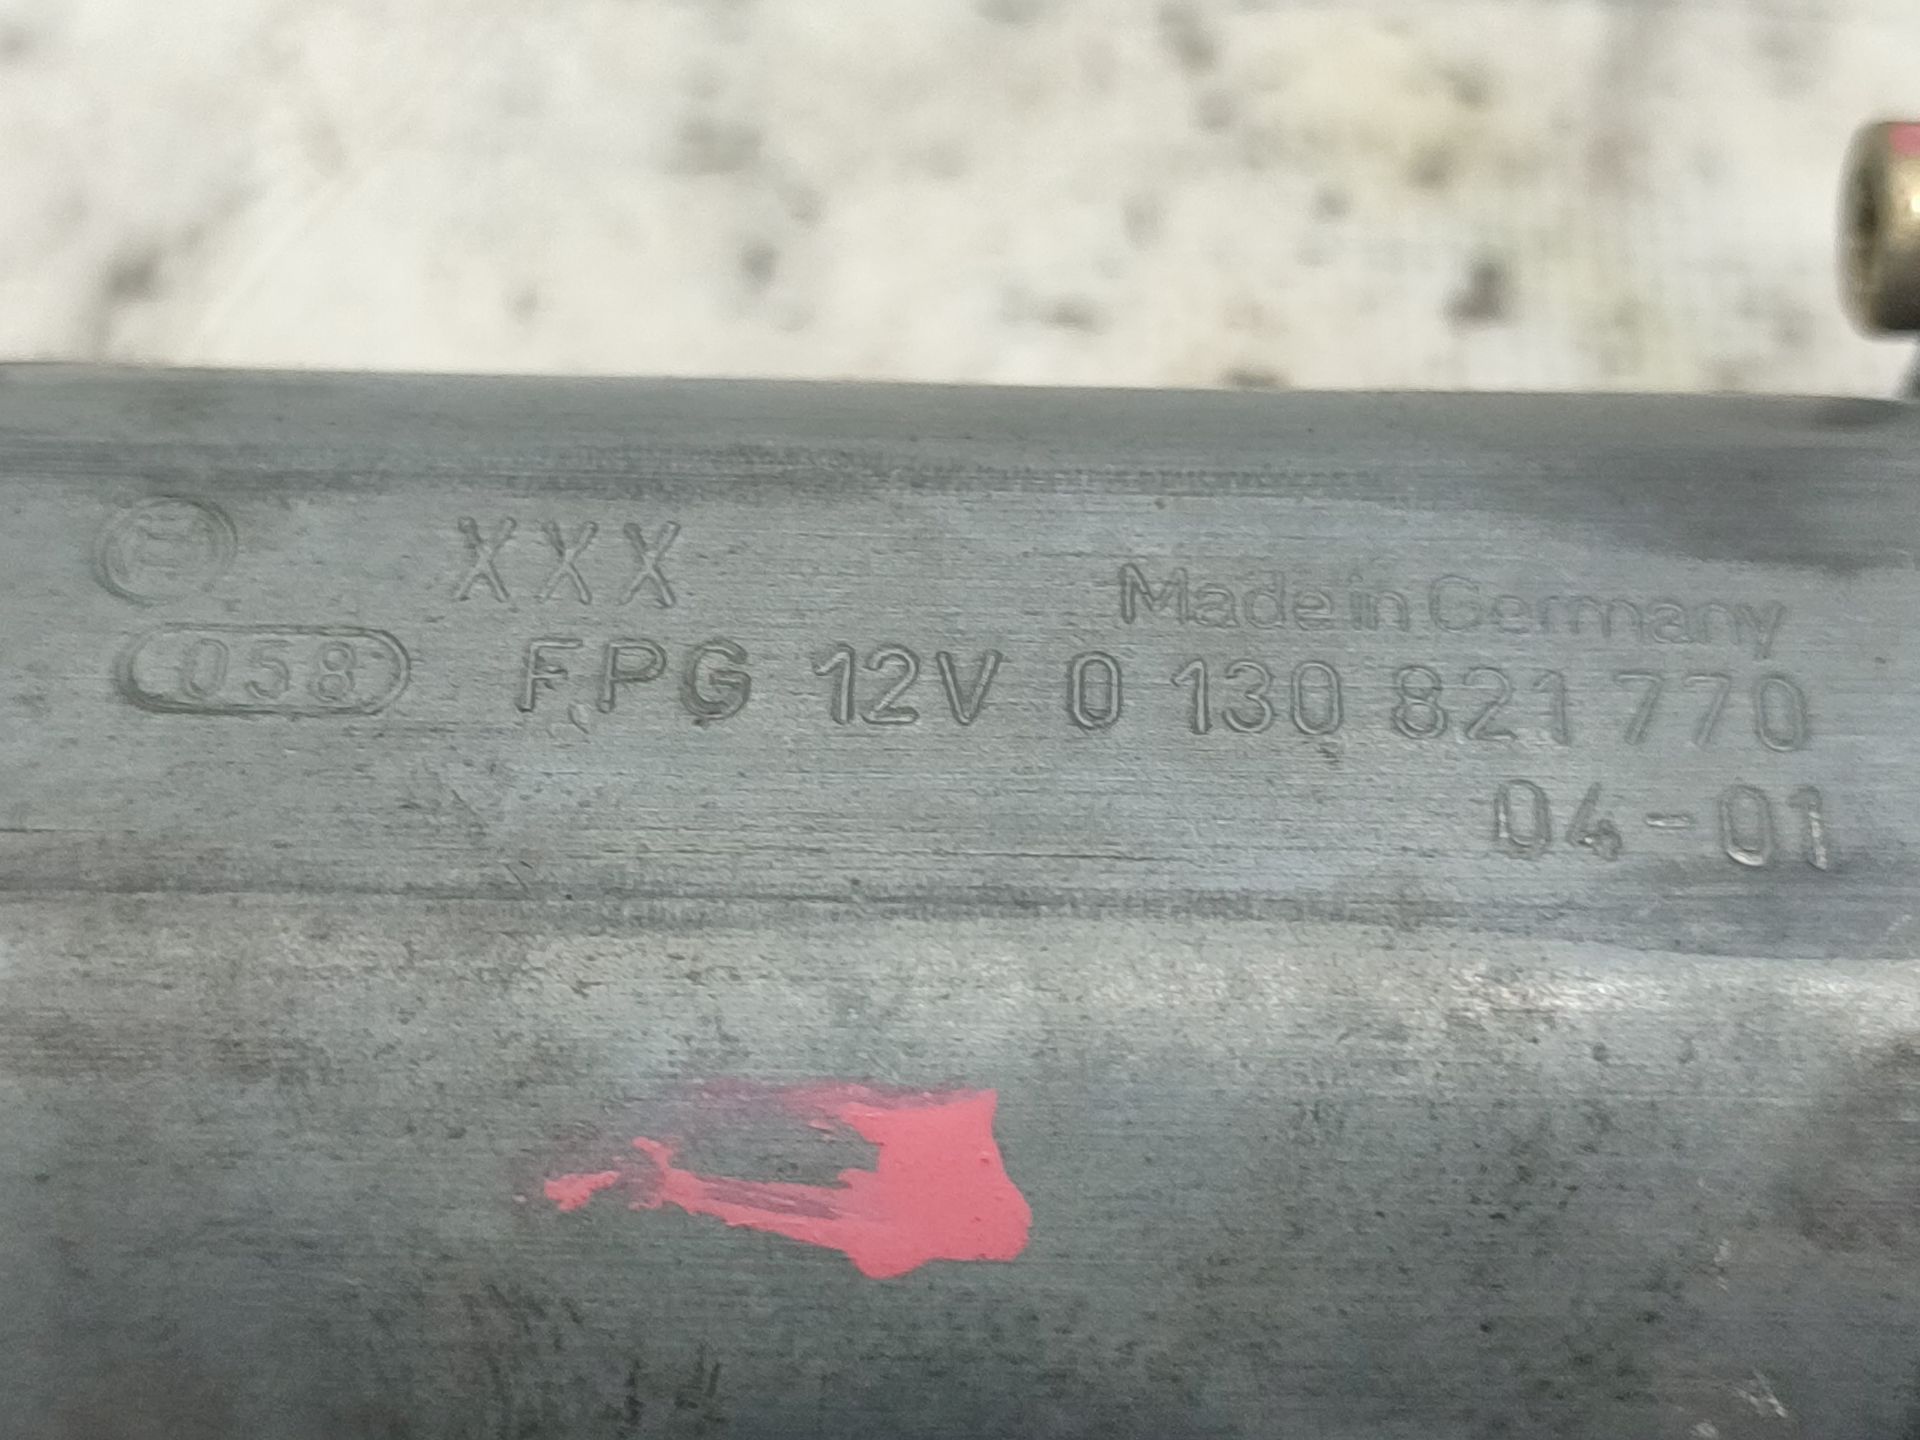 XXX
Made in Germany
058 FPG 12V 0 130 821 770
04-01